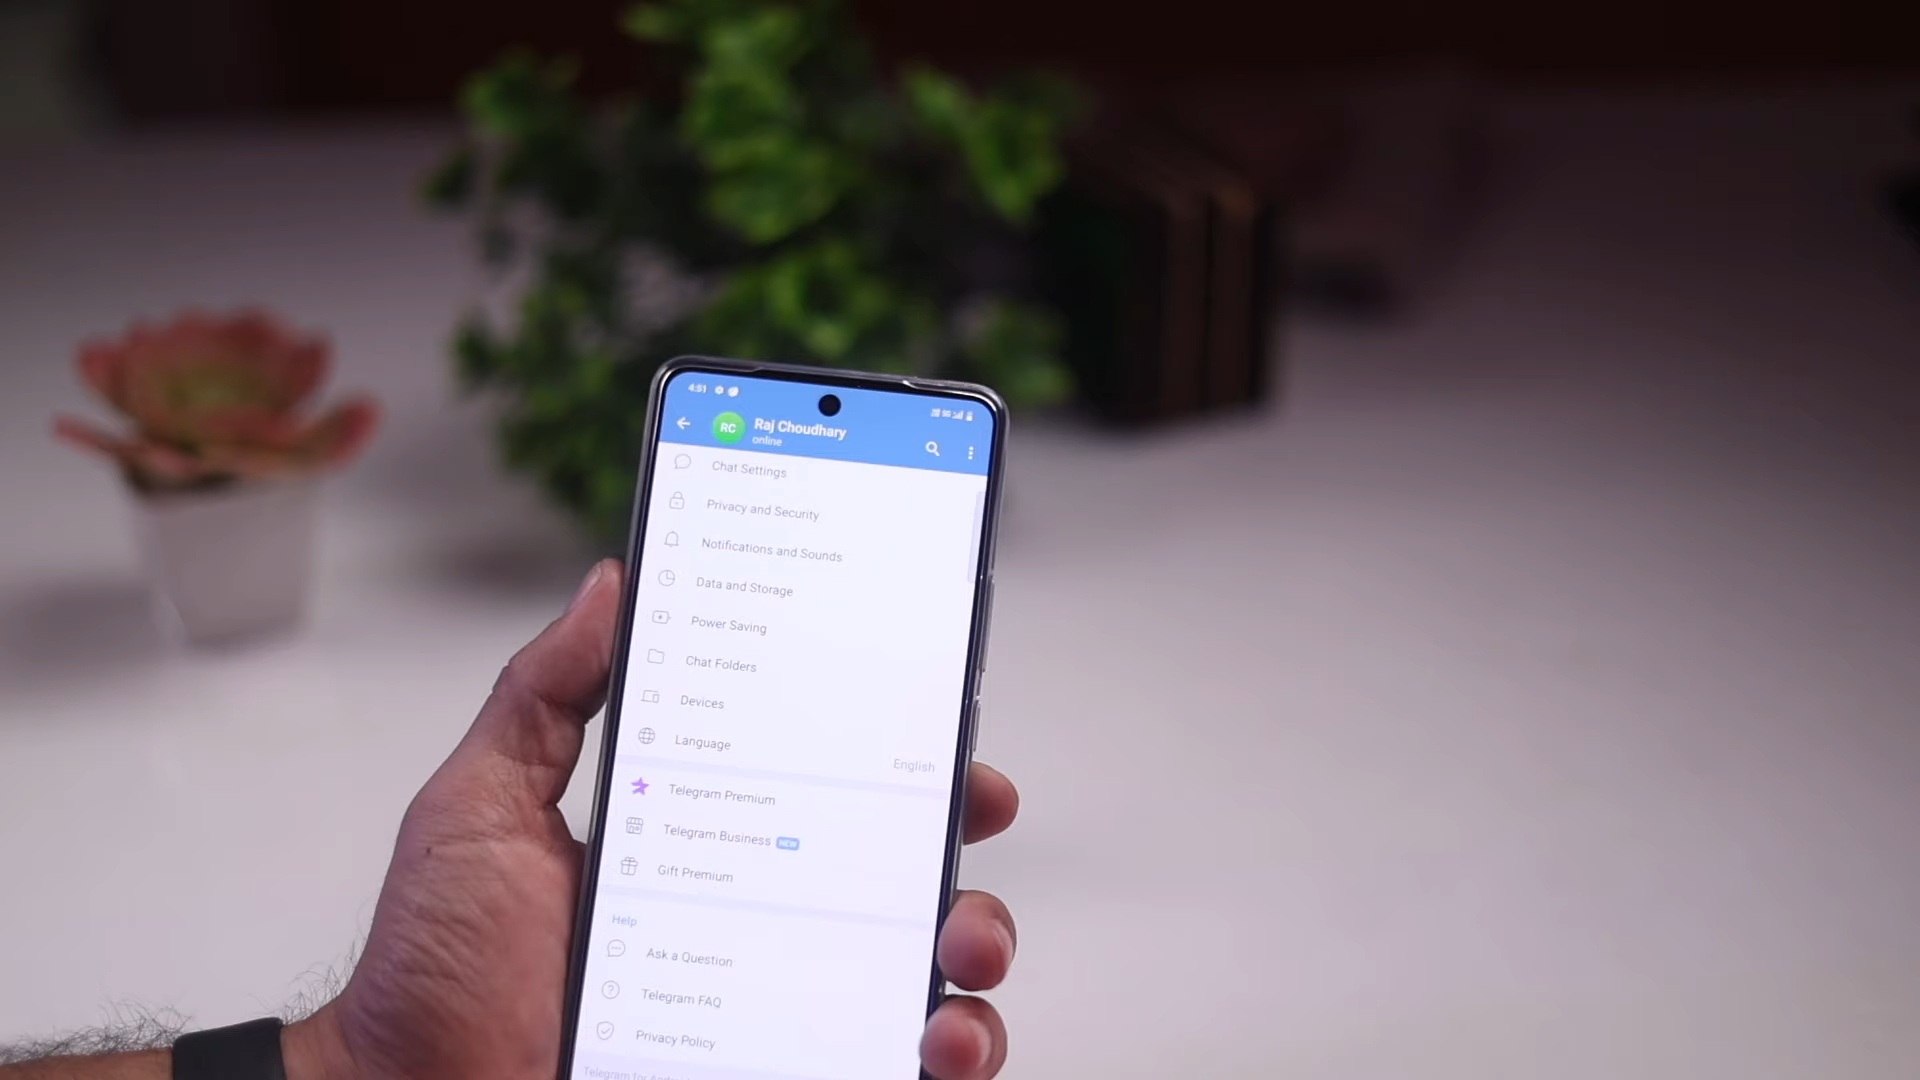 4:51
RC
Raj Choudhary
online
Chat Settings
Privacy and Security
Notifications and Sounds
Data and Storage
Power Saving
Chat Folders
Devices
Language
English
Telegram Premium
Telegram Business NEW
Gift Premium
Help
Ask a Question
Telegram FAQ
Privacy Policy
Telegram for